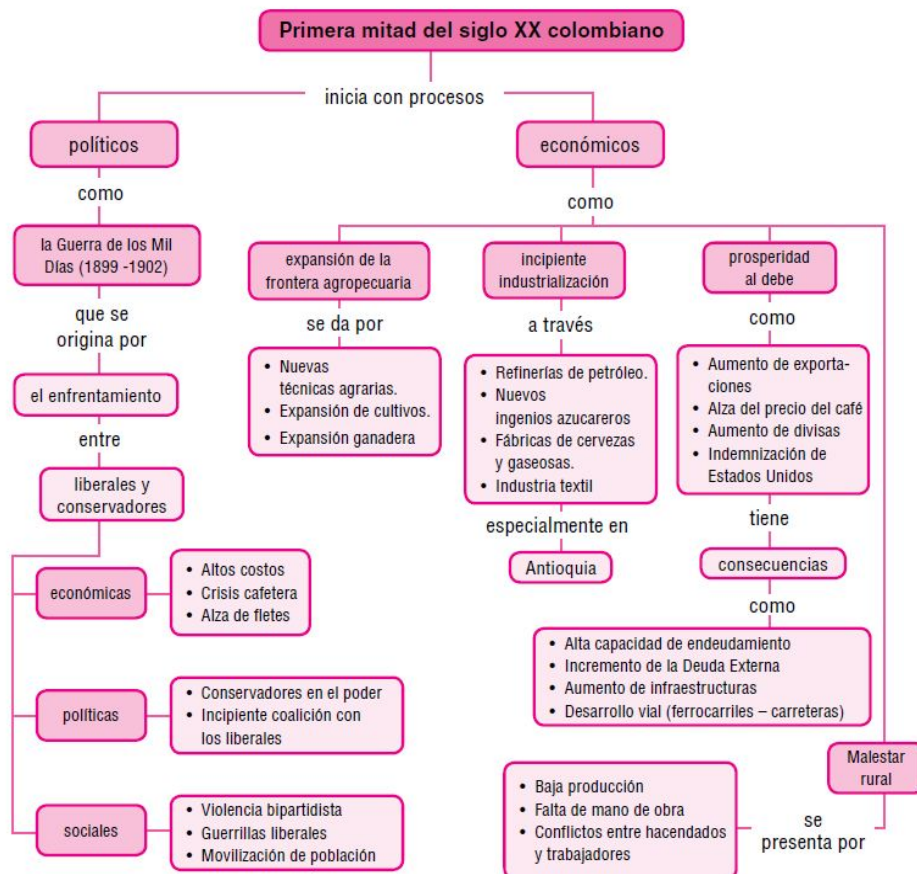 Primera mitad del siglo XX colombiano
inicia con procesos
políticos
como
la Guerra de los Mil
Días (1899 -1902)
que se
origina por
el enfrentamiento
entre
liberales y
conservadores
económicas
• Altos costos
• Crisis cafetera
• Alza de fletes
políticas
• Conservadores en el poder
• Incipiente coalición con
los liberales
sociales
• Violencia bipartidista
• Guerrillas liberales
• Movilización de población
económicos
como
expansión de la
frontera agropecuaria
se da por
• Nuevas
técnicas agrarias.
• Expansión de cultivos.
• Expansión ganadera
incipiente
industrialización
a través
• Refinerías de petróleo.
• Nuevos
ingenios azucareros
• Fábricas de cervezas
y gaseosas.
• Industria textil
especialmente en
Antioquia
prosperidad
al debe
como
• Aumento de exporta-
ciones
• Alza del precio del café
• Aumento de divisas
• Indemnización de
Estados Unidos
tiene
consecuencias
como
• Alta capacidad de endeudamiento
• Incremento de la Deuda Externa
• Aumento de infraestructuras
• Desarrollo vial (ferrocarriles – carreteras)
Malestar
rural
se
presenta por
• Baja producción
• Falta de mano de obra
• Conflictos entre hacendados
y trabajadores